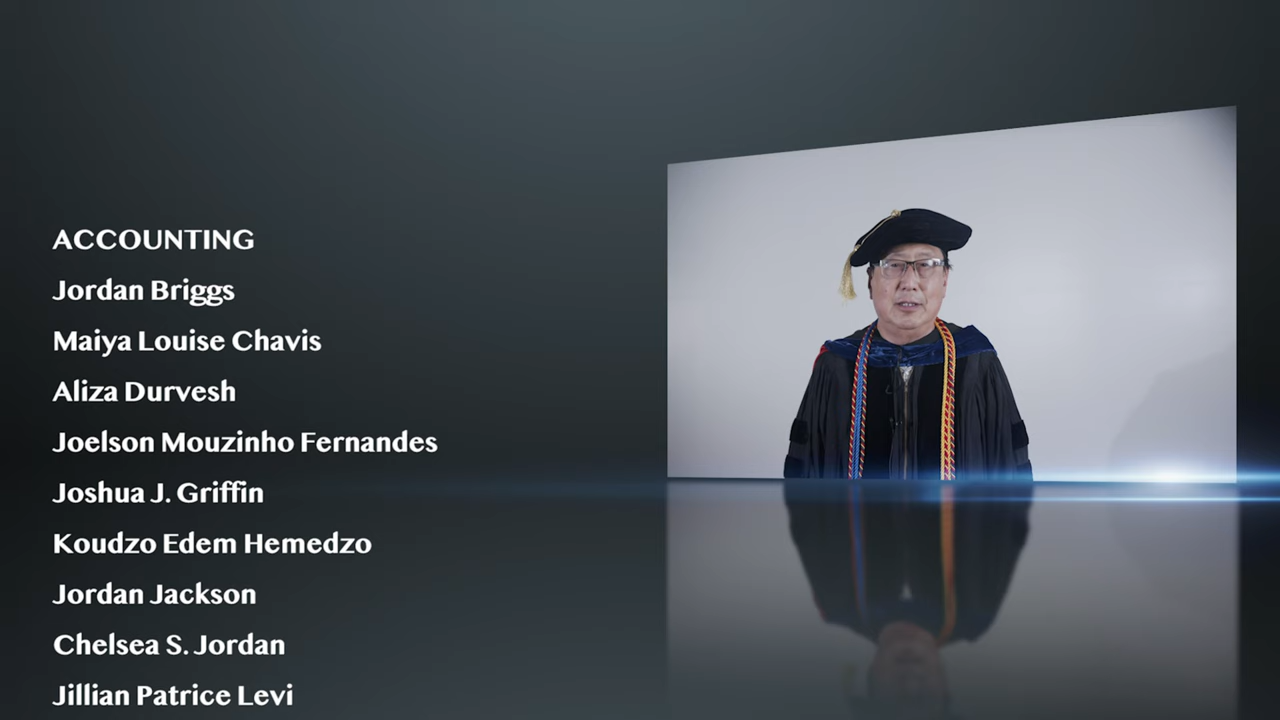 ACCOUNTING
Jordan Briggs
Maiya Louise Chavis
Aliza Durvesh
Joelson Mouzinho Fernandes
Joshua J. Griffin
Koudzo Edem Hemedzo
Jordan Jackson
Chelsea S. Jordan
Jillian Patrice Levi